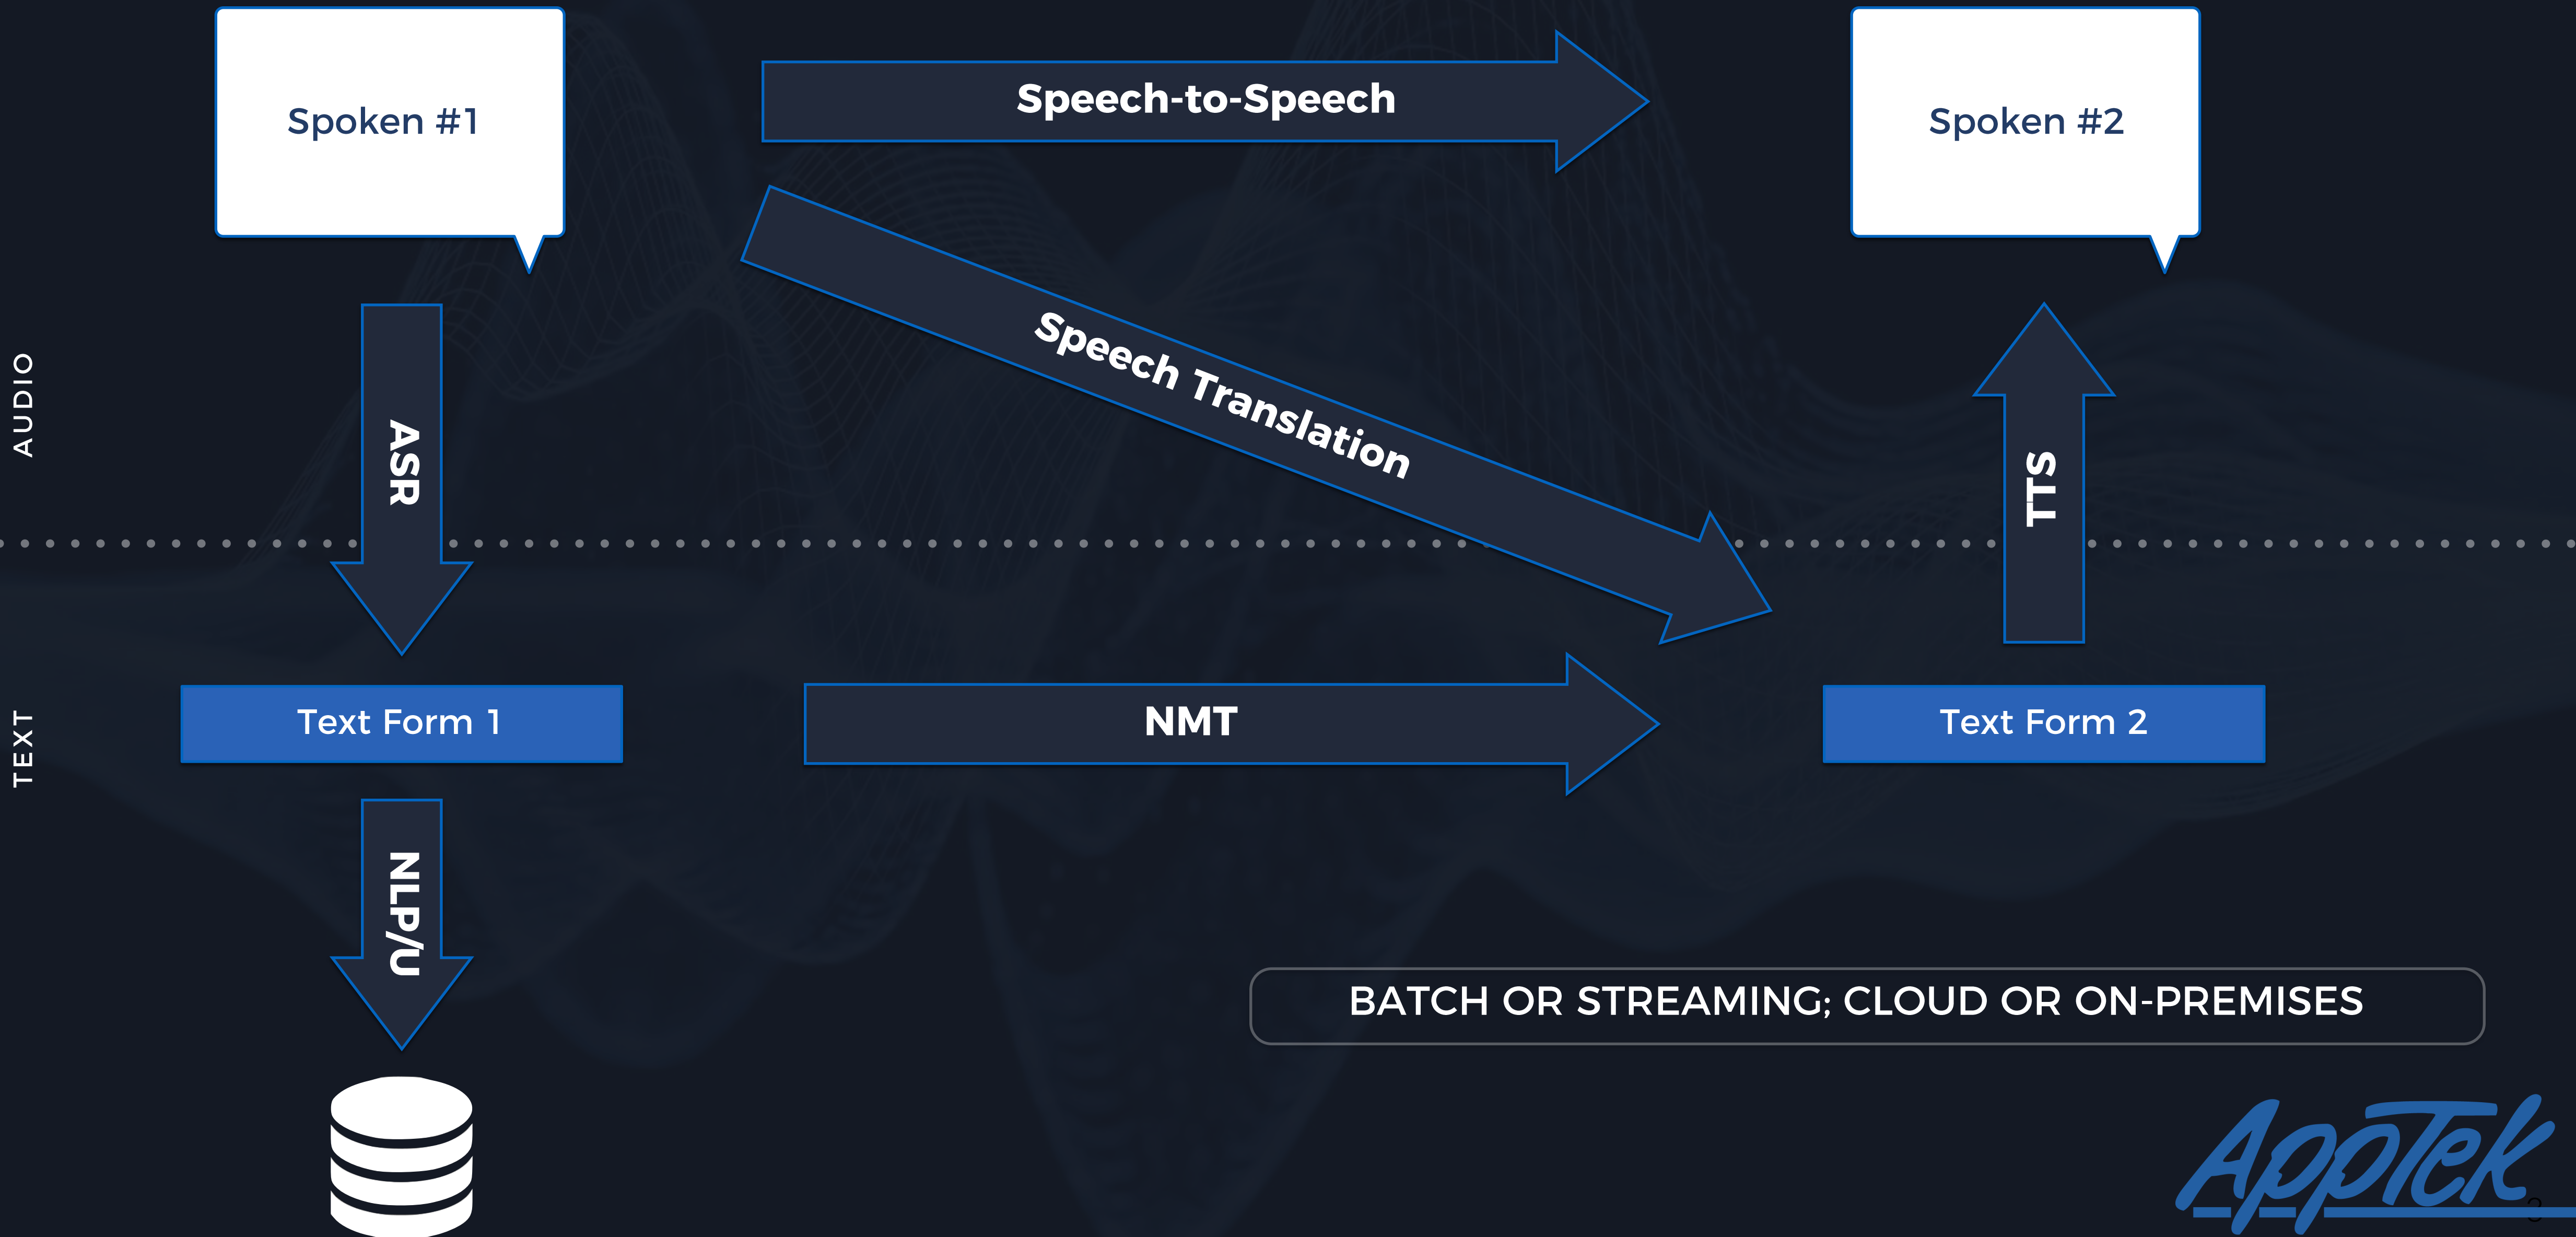 Spoken #1
Speech-to-Speech
Spoken #2
Speech Translation
AUDIO
ASR
TTS
TEXT
Text Form 1
NMT
Text Form 2
NLP/U
BATCH OR STREAMING; CLOUD OR ON-PREMISES
AppTek
3